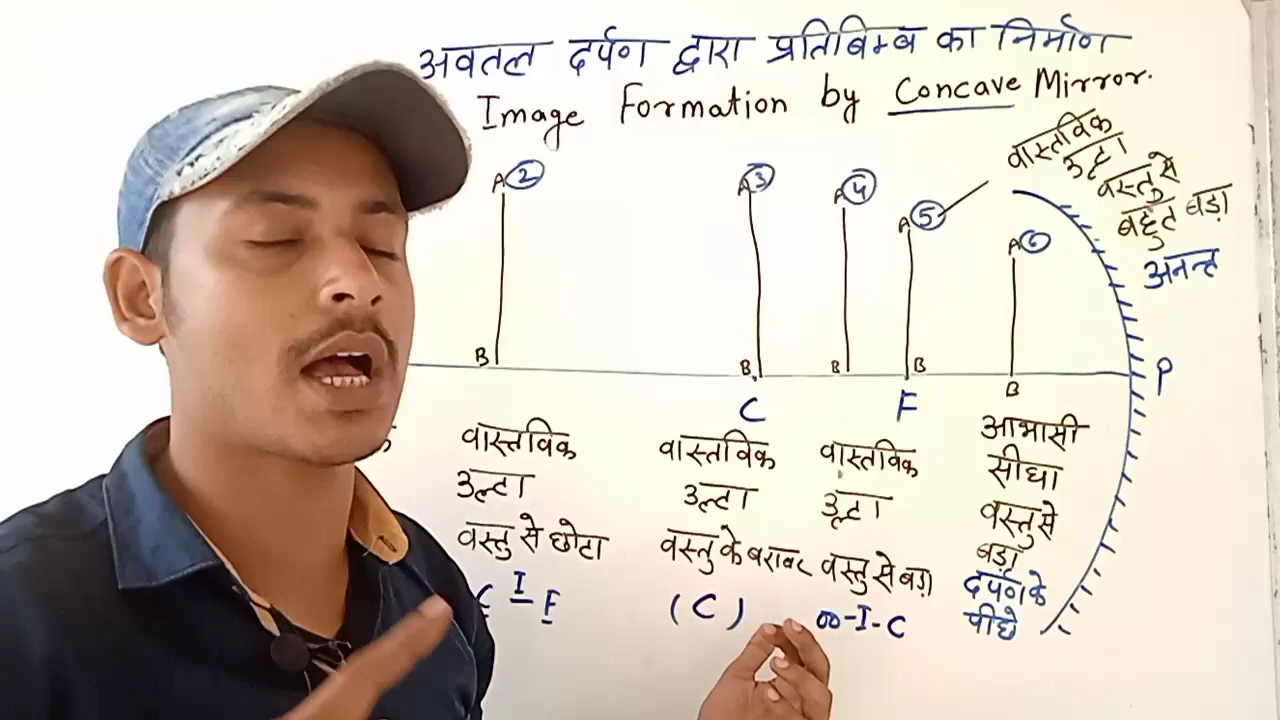 अवतल दर्पण द्वारा प्रतिबिम्ब का निर्माण
Image Formation by Concave Mirror.
वास्तविक
उल्टा
वस्तु से
बहुत बड़ा
अनन्त
A 2
A 3
A 4
A 5
A 6
B
B
B
B
B
P
C
F
वास्तविक
उल्टा
वस्तु से छोटा
C I F
वास्तविक
उल्टा
वस्तु के बराबर
(C)
वास्तविक
उल्टा
वस्तु से बड़ा
∞-I-C
आभासी
सीधा
वस्तु से
बड़ा
दर्पण के
पीछे